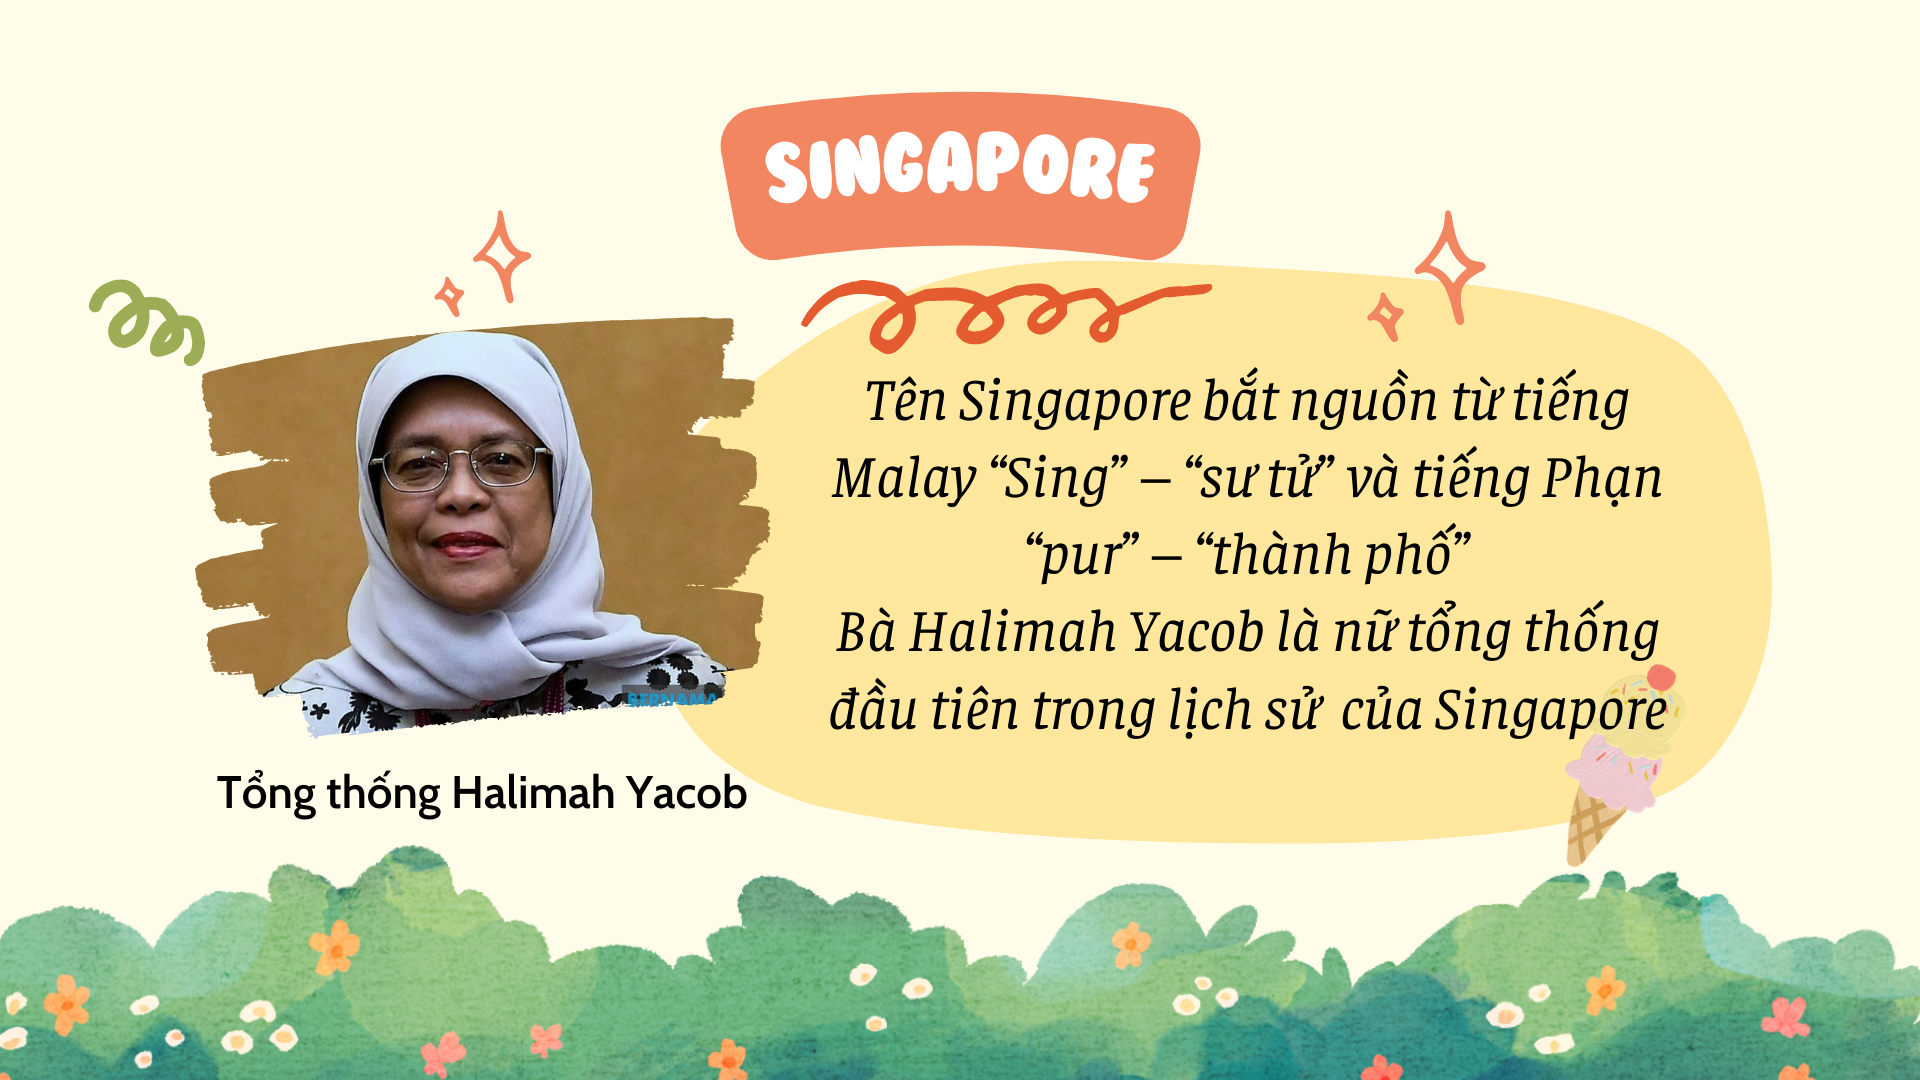 SINGAPORE
Tên Singapore bắt nguồn từ tiếng
Malay “Sing” – “sư tử” và tiếng Phạn
“pur” – “thành phố”
Bà Halimah Yacob là nữ tổng thống
đầu tiên trong lịch sử của Singapore
BERNAMA
Tổng thống Halimah Yacob